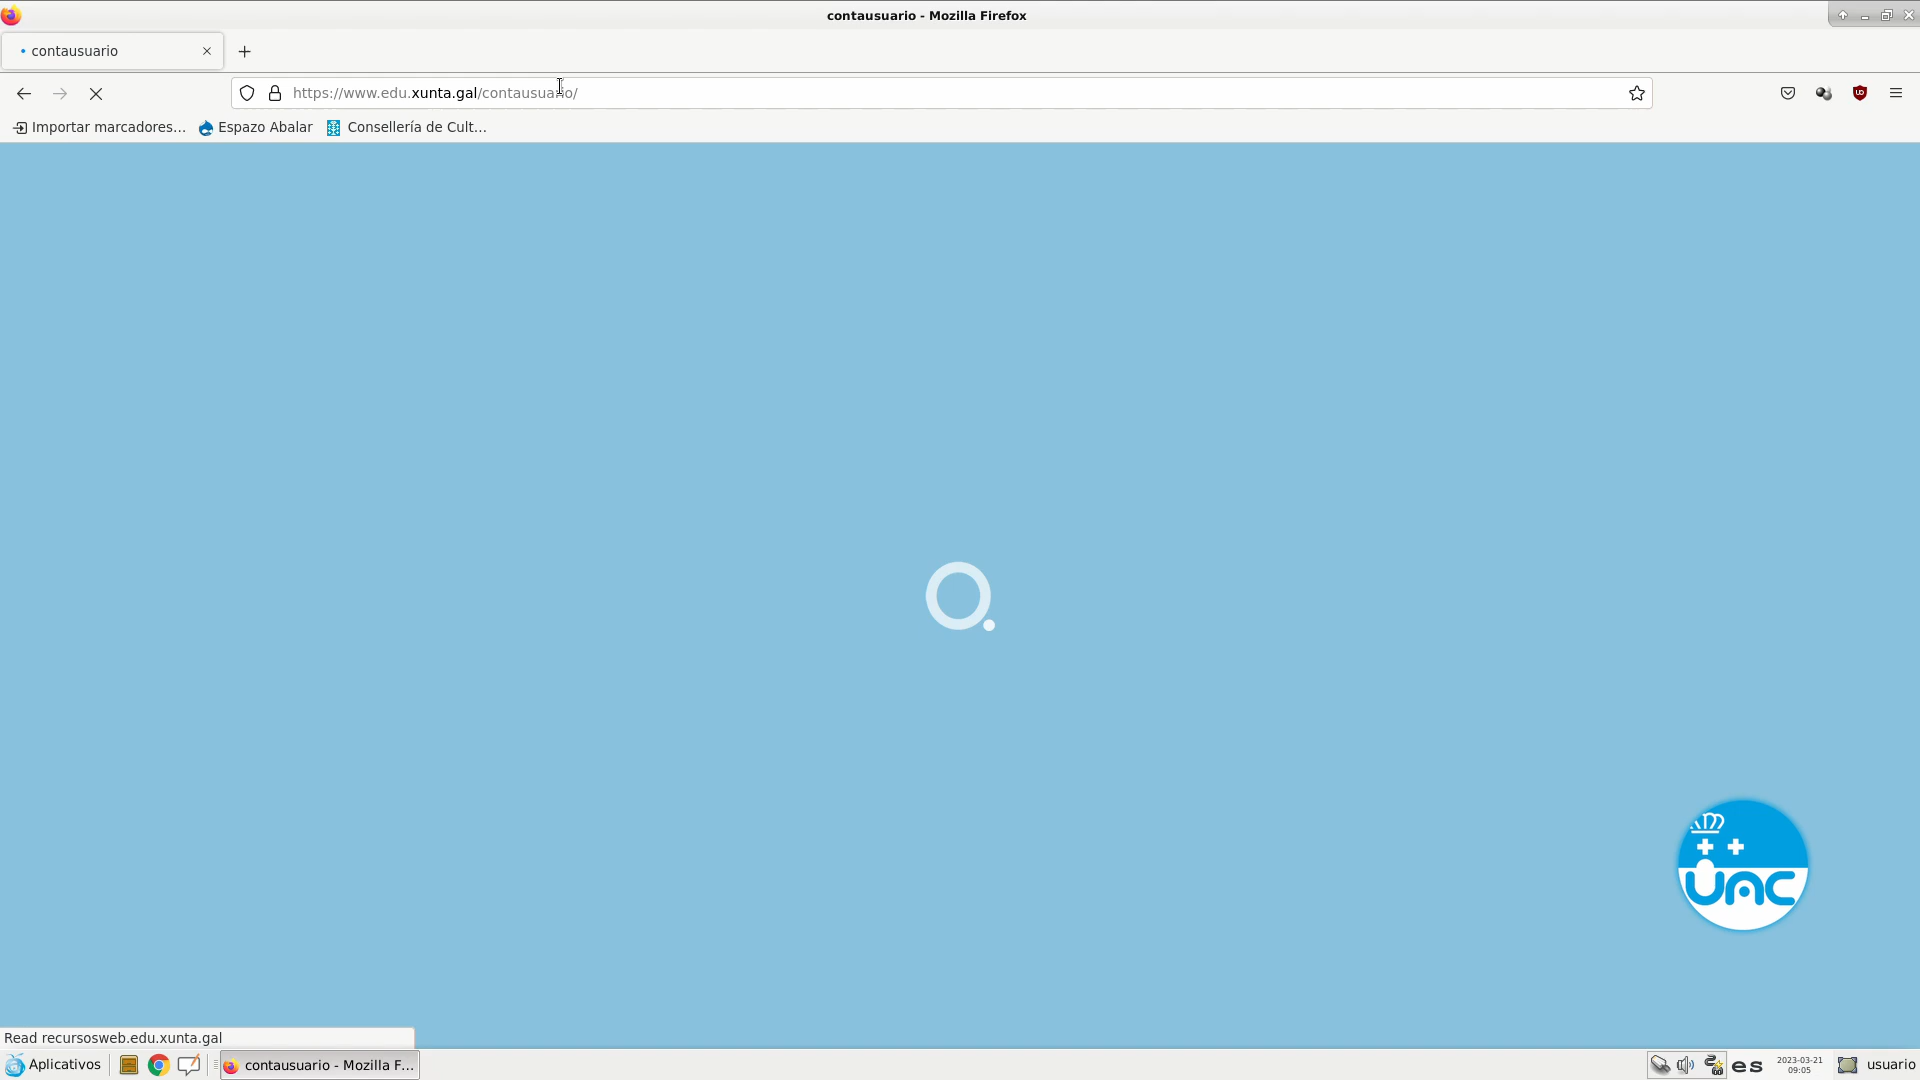 contausuario - Mozilla Firefox
contausuario
https://www.edu.xunta.gal/contausuario/
Importar marcadores...
Espazo Abalar
Consellería de Cult...
UAC
Read recursosweb.edu.xunta.gal
Aplicativos
contausuario - Mozilla F...
es
2023-03-21
09:05
usuario